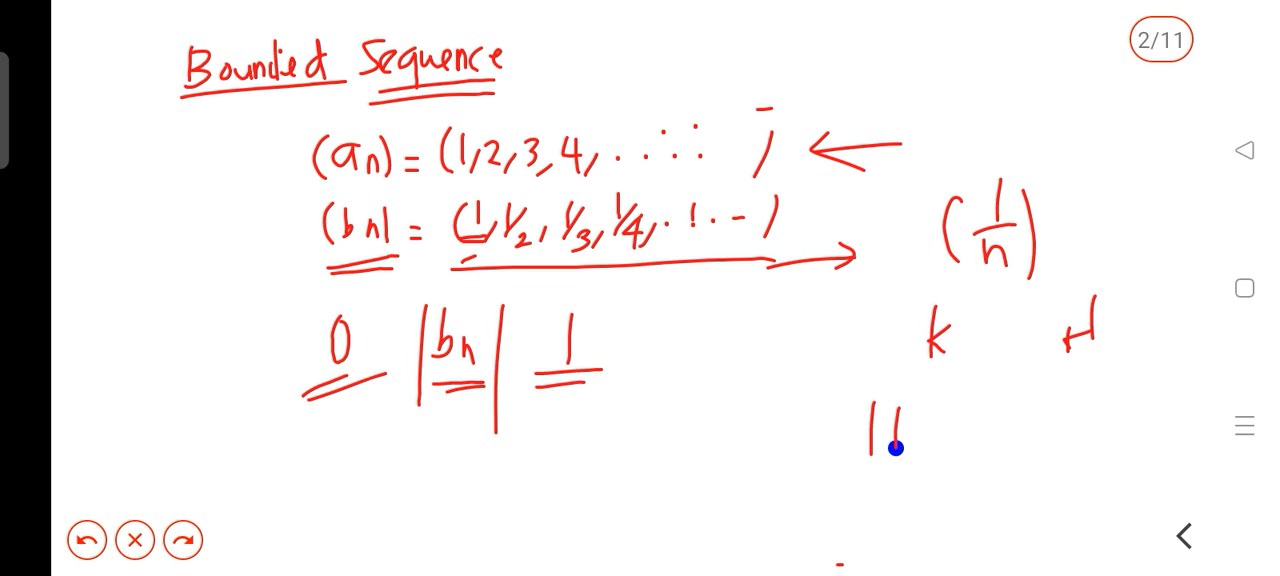 2/11
Bounded Sequence
(an) = (1, 2, 3, 4, ......)
(bn) = (1, 1/2, 1/3, 1/4, .....-)
(1/n)
0 |bn| 1
k